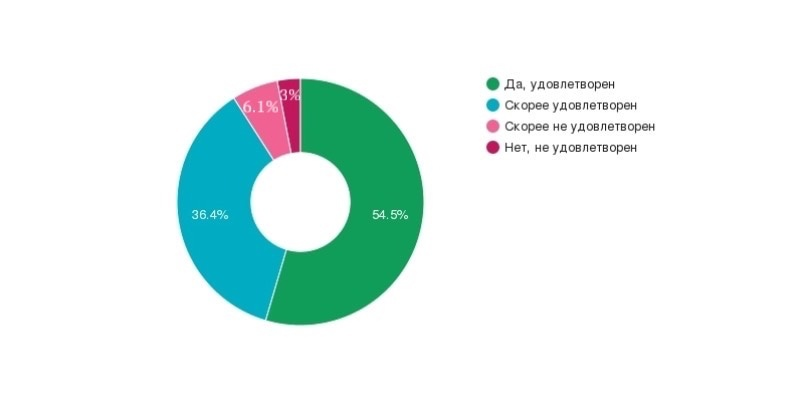 Да, удовлетворен
Скорее удовлетворен
Скорее не удовлетворен
Нет, не удовлетворен
3%
6.1%
36.4%
54.5%